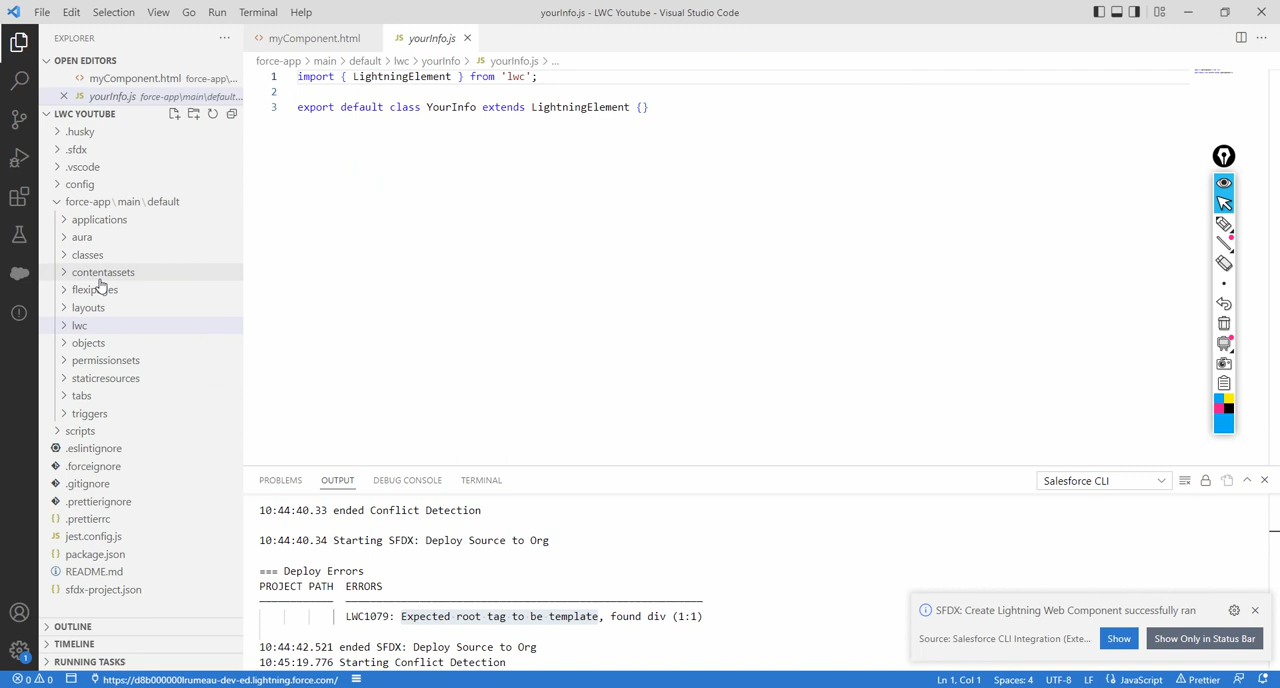 File Edit Selection View Go Run Terminal Help
yourInfo.js - LWC Youtube - Visual Studio Code
EXPLORER
OPEN EDITORS
myComponent.html force-app\...
yourInfo.js force-app\main\default...
LWC YOUTUBE
.husky
.sfdx
.vscode
config
force-app\main\default
applications
aura
classes
contentassets
layouts
lwc
objects
permissionsets
staticresources
tabs
triggers
scripts
.eslintignore
.forceignore
.gitignore
.prettierignore
.prettierrc
jest.config.js
package.json
README.md
sfdx-project.json
OUTLINE
TIMELINE
RUNNING TASKS
myComponent.html
JS yourInfo.js
force-app > main > default > lwc > yourInfo > JS yourInfo.js > ...
1 import { LightningElement } from 'lwc';
2
3 export default class YourInfo extends LightningElement {}
PROBLEMS OUTPUT DEBUG CONSOLE TERMINAL
Salesforce CLI
10:44:40.33 ended Conflict Detection
10:44:40.34 Starting SFDX: Deploy Source to Org
=== Deploy Errors
PROJECT PATH ERRORS
LWC1079: Expected root tag to be template, found div (1:1)
10:44:42.521 ended SFDX: Deploy Source to Org
10:45:19.776 Starting Conflict Detection
SFDX: Create Lightning Web Component successfully ran
Source: Salesforce CLI Integration (Exte...
Show
Show Only in Status Bar
1
0 0
https://d8b000000lrumeau-dev-ed.lightning.force.com/
Ln 1, Col 1 Spaces: 4 UTF-8 LF JavaScript Prettier